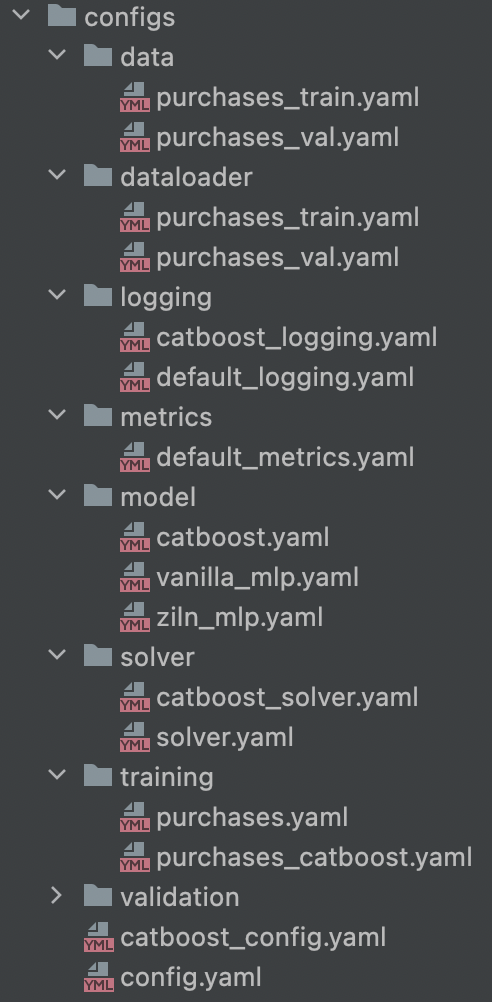 configs
data
YML purchases_train.yaml
YML purchases_val.yaml
dataloader
YML purchases_train.yaml
YML purchases_val.yaml
logging
YML catboost_logging.yaml
YML default_logging.yaml
metrics
YML default_metrics.yaml
model
YML catboost.yaml
YML vanilla_mlp.yaml
YML ziln_mlp.yaml
solver
YML catboost_solver.yaml
YML solver.yaml
training
YML purchases.yaml
YML purchases_catboost.yaml
validation
YML catboost_config.yaml
YML config.yaml